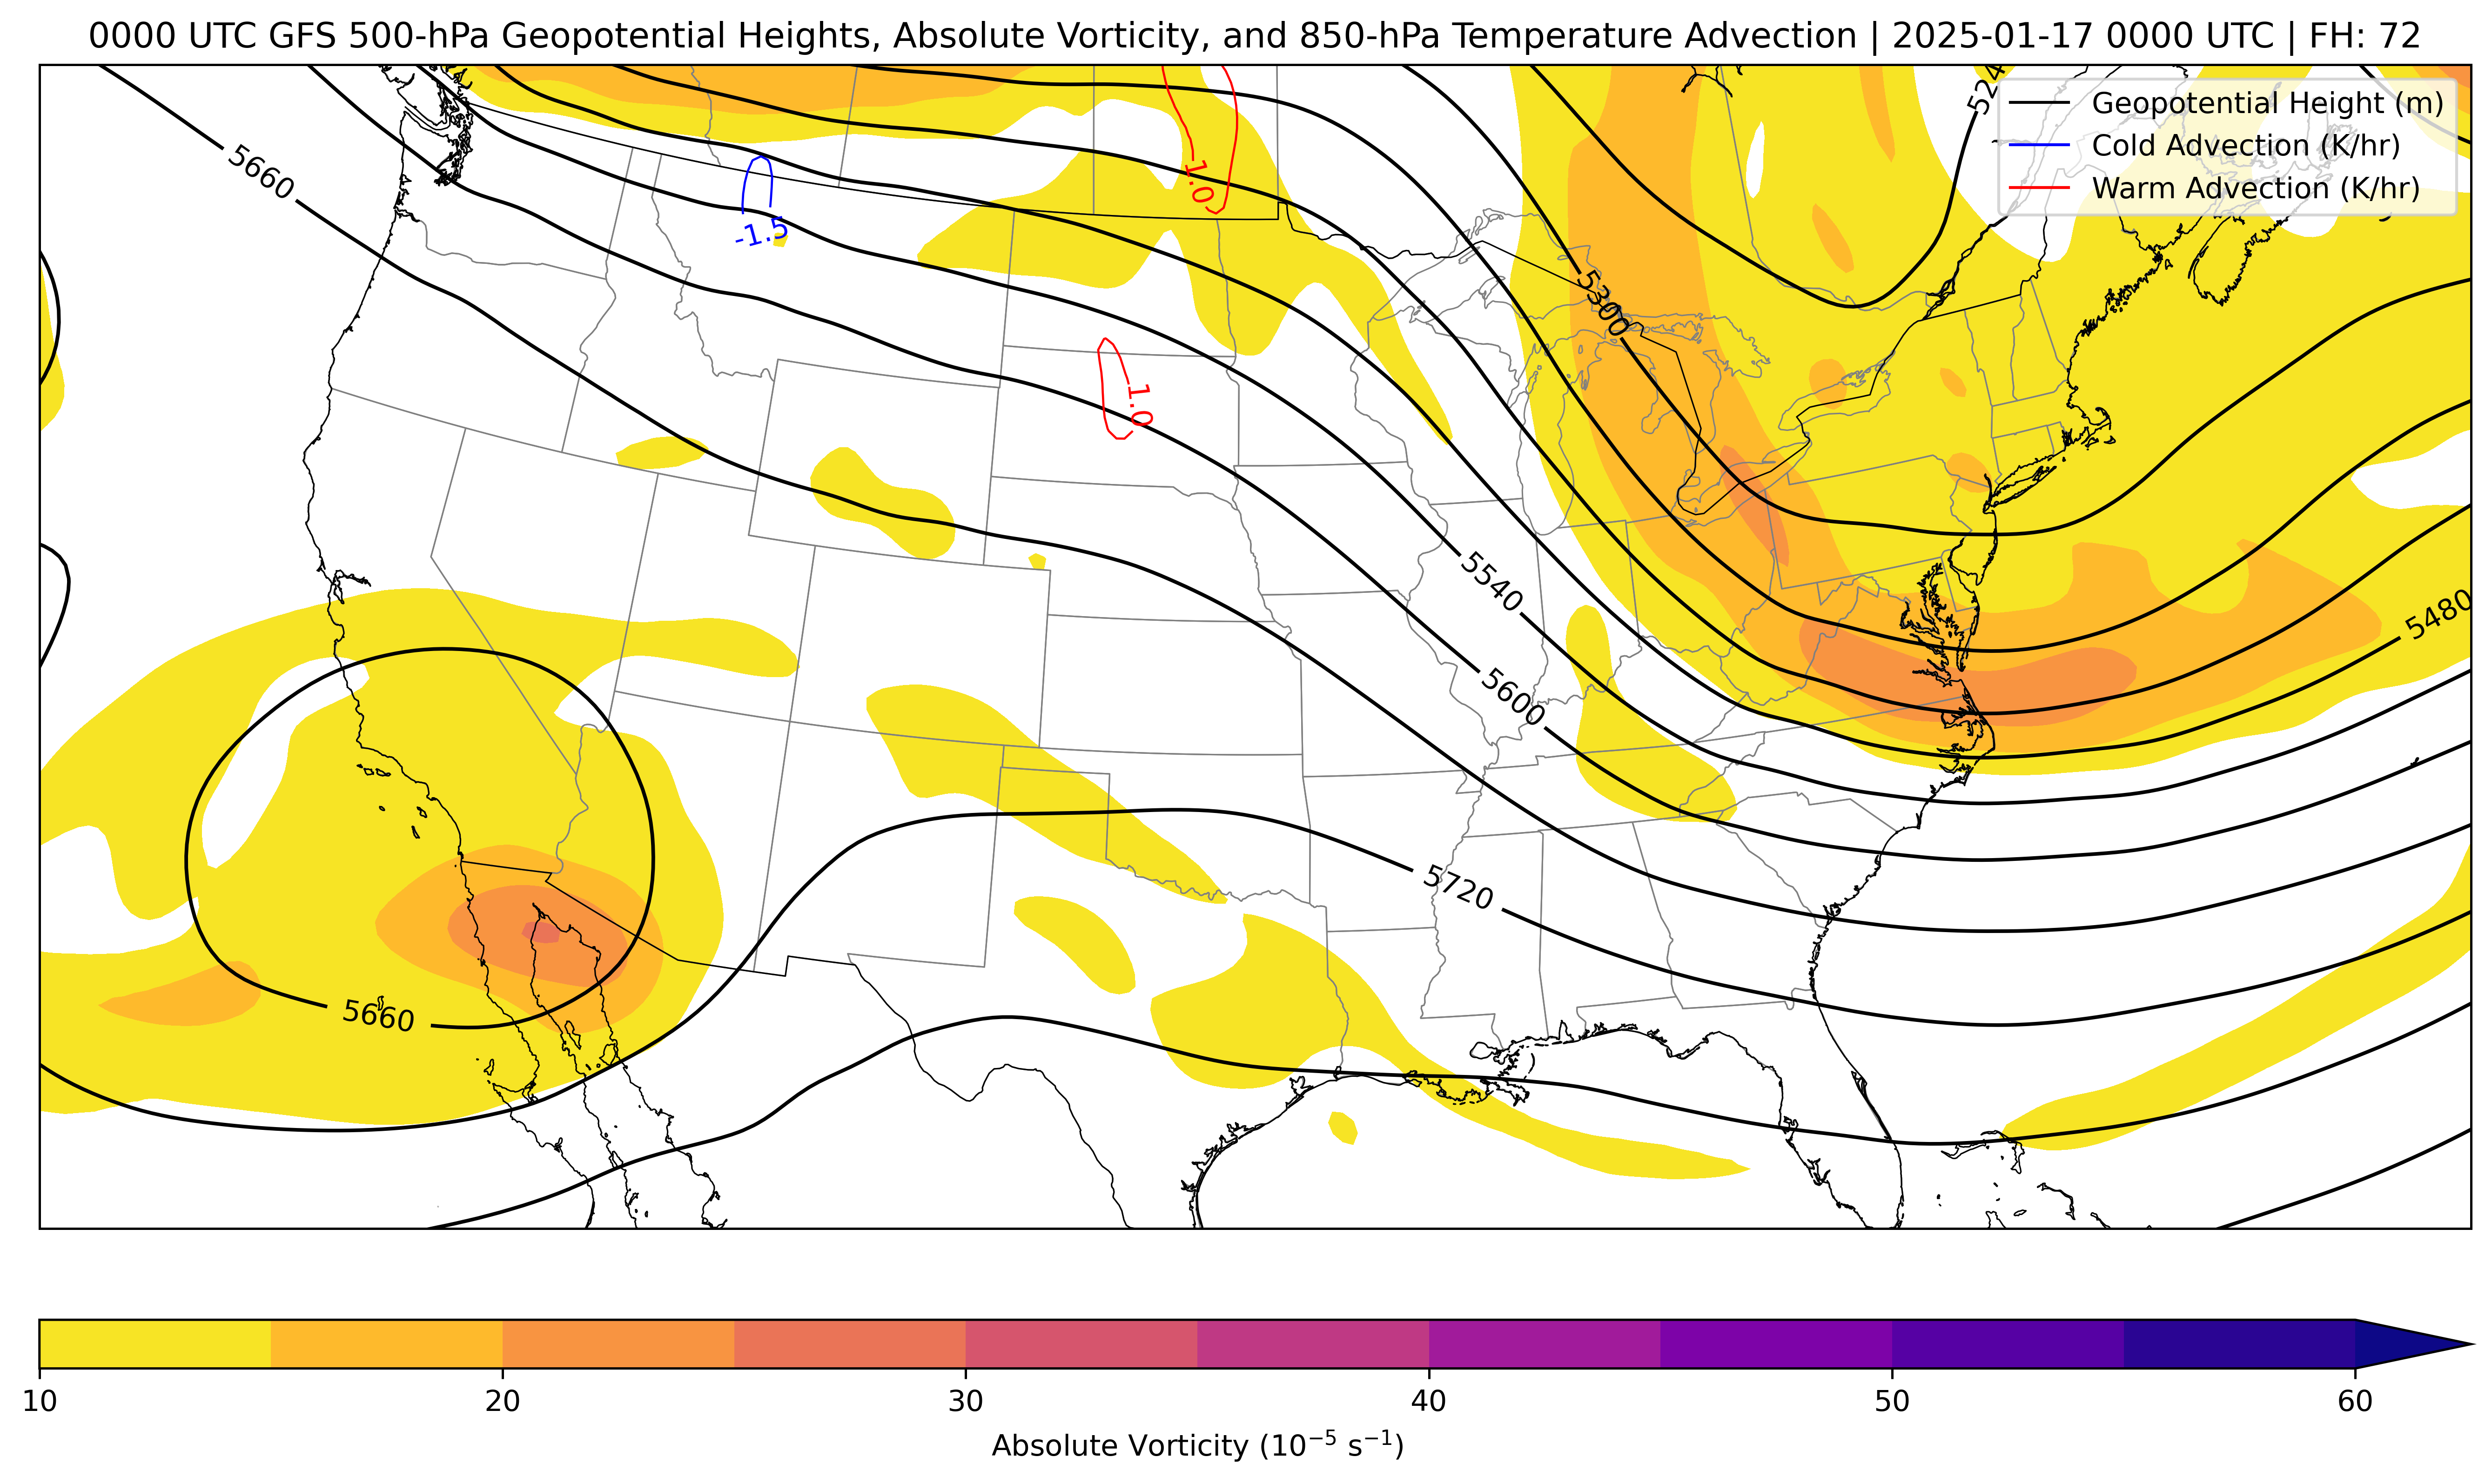 0000 UTC GFS 500-hPa Geopotential Heights, Absolute Vorticity, and 850-hPa Temperature Advection | 2025-01-17 0000 UTC | FH: 72
524
Geopotential Height (m)
Cold Advection (K/hr)
Warm Advection (K/hr)
5660
1.0
-1.5
5300
1.0
5540
5480
5600
5720
5660
10 20 30 40 50 60
Absolute Vorticity (10⁻⁵ s⁻¹)